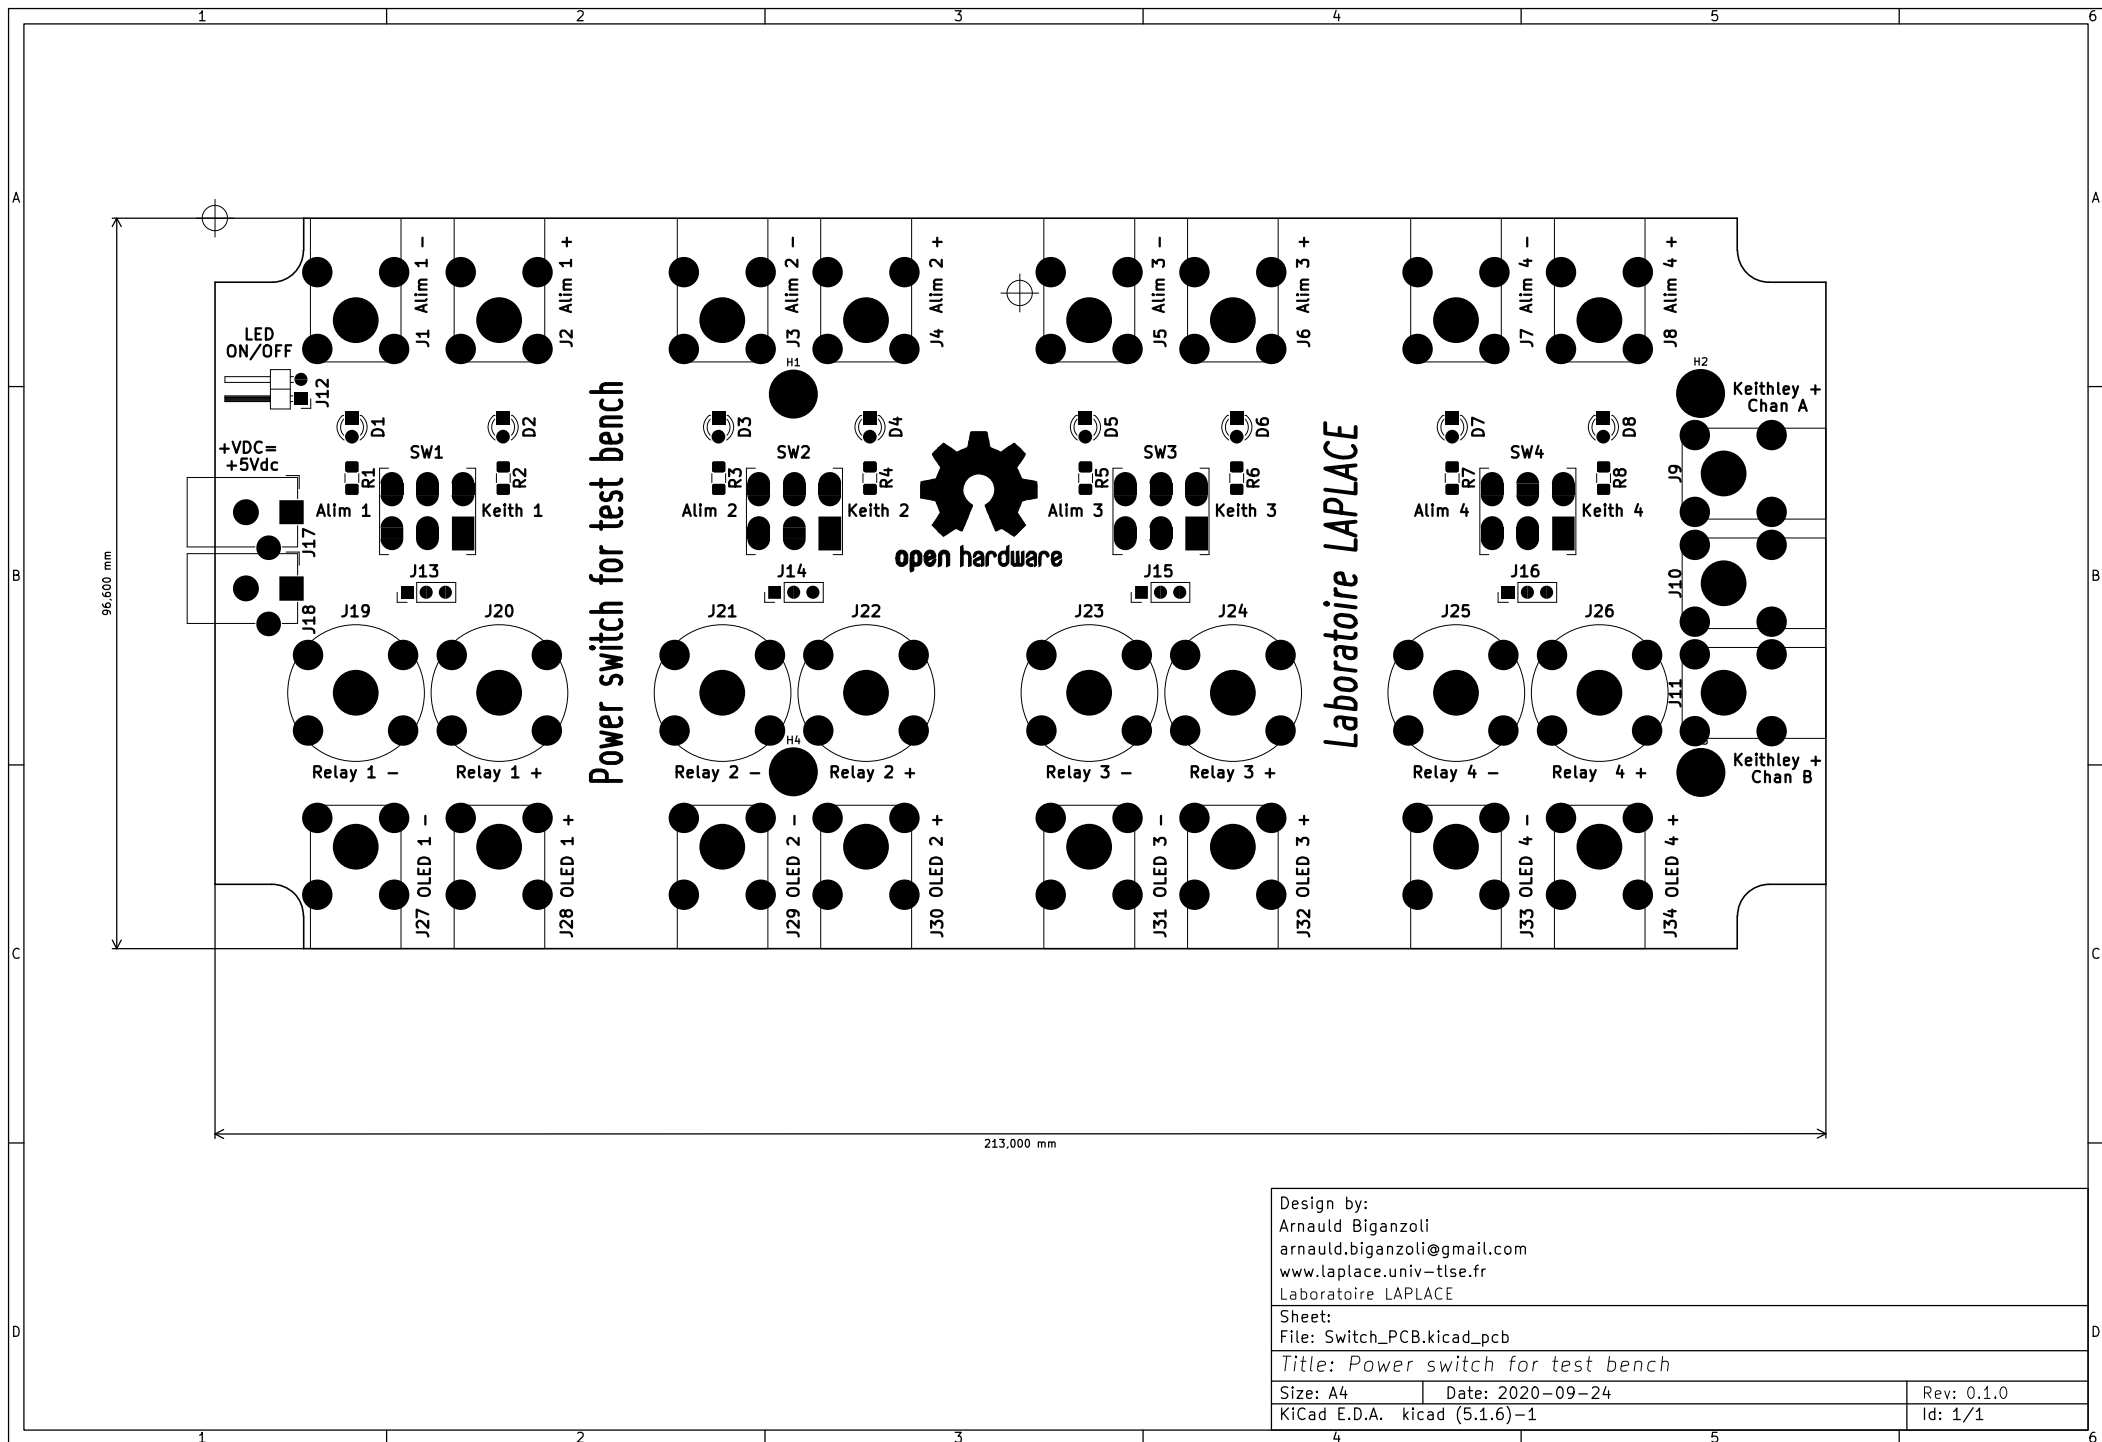 1 2 3 4 5 6
A A
B B
C C
D D
1 2 3 4 5 6
J1 Alim 1 -
J2 Alim 1 +
J3 Alim 2 -
J4 Alim 2 +
J5 Alim 3 -
J6 Alim 3 +
J7 Alim 4 -
J8 Alim 4 +
LED
ON/OFF
J12
H1
H2
Keithley +
Chan A
D1
D2
D3
D4
D5
D6
D7
D8
+VDC=
+5Vdc
SW1
SW2
SW3
SW4
R1
R2
R3
R4
R5
R6
R7
R8
J9
Alim 1
Keith 1
Alim 2
Keith 2
Alim 3
Keith 3
Alim 4
Keith 4
J17
J18
open hardware
Power switch for test bench
Laboratoire LAPLACE
96,600 mm
J13
J14
J15
J16
J10
J19
J20
J21
J22
J23
J24
J25
J26
J11
H4
Relay 1 -
Relay 1 +
Relay 2 -
Relay 2 +
Relay 3 -
Relay 3 +
Relay 4 -
Relay 4 +
Keithley +
Chan B
J27 OLED 1 -
J28 OLED 1 +
J29 OLED 2 -
J30 OLED 2 +
J31 OLED 3 -
J32 OLED 3 +
J33 OLED 4 -
J34 OLED 4 +
213,000 mm
Design by:
Arnauld Biganzoli
arnauld.biganzoli@gmail.com
www.laplace.univ-tlse.fr
Laboratoire LAPLACE
Sheet:
File: Switch_PCB.kicad_pcb
Title: Power switch for test bench
Size: A4 Date: 2020-09-24 Rev: 0.1.0
KiCad E.D.A. kicad (5.1.6)-1 Id: 1/1